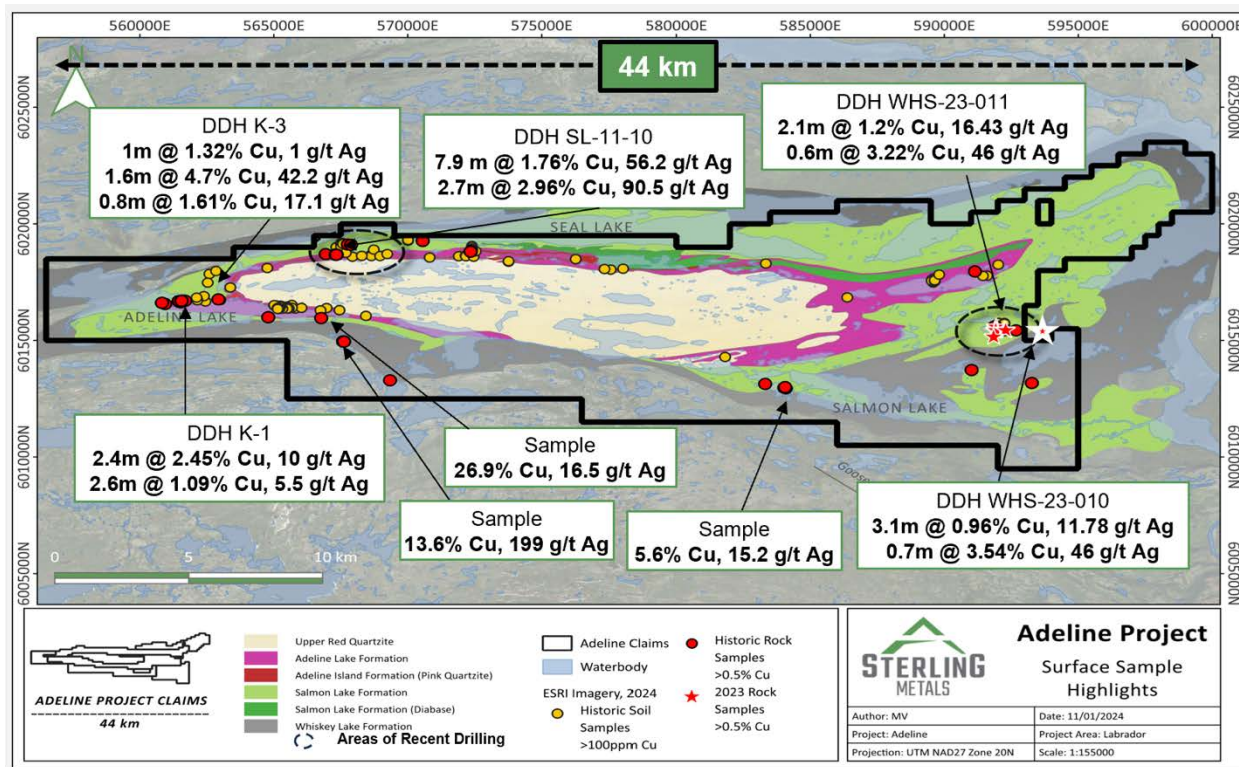 560000E 565000E 570000E 575000E 580000E 585000E 590000E 595000E 600000E
N
44 km
6025000N
6020000N
6015000N
6010000N
6005000N
6025000N
6020000N
6015000N
6010000N
6005000N
DDH K-3
1m @ 1.32% Cu, 1 g/t Ag
1.6m @ 4.7% Cu, 42.2 g/t Ag
0.8m @ 1.61% Cu, 17.1 g/t Ag
DDH SL-11-10
7.9 m @ 1.76% Cu, 56.2 g/t Ag
2.7m @ 2.96% Cu, 90.5 g/t Ag
DDH WHS-23-011
2.1m @ 1.2% Cu, 16.43 g/t Ag
0.6m @ 3.22% Cu, 46 g/t Ag
SEAL LAKE
ADELINE LAKE
SALMON LAKE
DDH K-1
2.4m @ 2.45% Cu, 10 g/t Ag
2.6m @ 1.09% Cu, 5.5 g/t Ag
Sample
26.9% Cu, 16.5 g/t Ag
Sample
13.6% Cu, 199 g/t Ag
Sample
5.6% Cu, 15.2 g/t Ag
DDH WHS-23-010
3.1m @ 0.96% Cu, 11.78 g/t Ag
0.7m @ 3.54% Cu, 46 g/t Ag
0 5 10 km
ADELINE PROJECT CLAIMS
44 km
Upper Red Quartzite
Adeline Lake Formation
Adeline Island Formation (Pink Quartzite)
Salmon Lake Formation
Salmon Lake Formation (Diabase)
Whiskey Lake Formation
Areas of Recent Drilling
Adeline Claims
Waterbody
ESRI Imagery, 2024
Historic Soil
Samples
>100ppm Cu
Historic Rock
Samples
>0.5% Cu
2023 Rock
Samples
>0.5% Cu
STERLING
METALS
Adeline Project
Surface Sample
Highlights
Author: MV
Date: 11/01/2024
Project: Adeline
Project Area: Labrador
Projection: UTM NAD27 Zone 20N
Scale: 1:155000